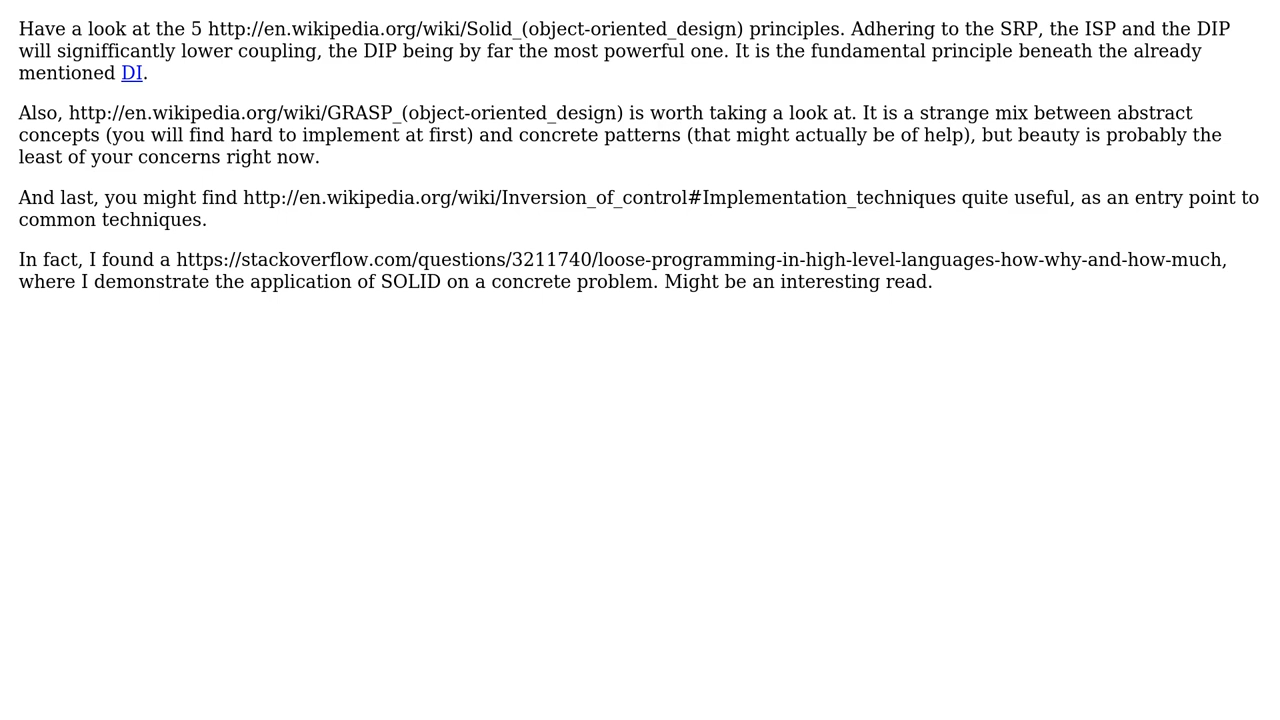 Have a look at the 5 http://en.wikipedia.org/wiki/Solid_(object-oriented_design) principles. Adhering to the SRP, the ISP and the DIP
will signifficantly lower coupling, the DIP being by far the most powerful one. It is the fundamental principle beneath the already
mentioned DI.
Also, http://en.wikipedia.org/wiki/GRASP_(object-oriented_design) is worth taking a look at. It is a strange mix between abstract
concepts (you will find hard to implement at first) and concrete patterns (that might actually be of help), but beauty is probably the
least of your concerns right now.
And last, you might find http://en.wikipedia.org/wiki/Inversion_of_control#Implementation_techniques quite useful, as an entry point to
common techniques.
In fact, I found a https://stackoverflow.com/questions/3211740/loose-programming-in-high-level-languages-how-why-and-how-much,
where I demonstrate the application of SOLID on a concrete problem. Might be an interesting read.